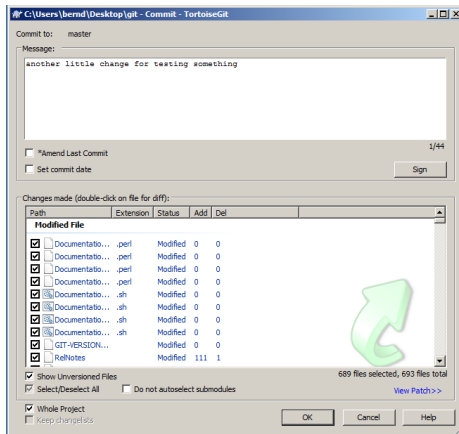 C:\Users\bernd\Desktop\git - Commit - TortoiseGit
Commit to: master
Message:
another little change for testing something
1/44
*Amend Last Commit
Set commit date
Sign
Changes made (double-click on file for diff):
Path Extension Status Add Del
Modified File
Documentatio... .perl Modified 0 0
Documentatio... .perl Modified 0 0
Documentatio... .perl Modified 0 0
Documentatio... .sh Modified 0 0
Documentatio... .sh Modified 0 0
Documentatio... .sh Modified 0 0
Documentatio... .sh Modified 0 0
GIT-VERSION... Modified 0 0
RelNotes Modified 111 1
Show Unversioned Files
689 files selected, 693 files total
Select/Deselect All Do not autoselect submodules
View Patch>>
Whole Project
Keep changelists
OK Cancel Help